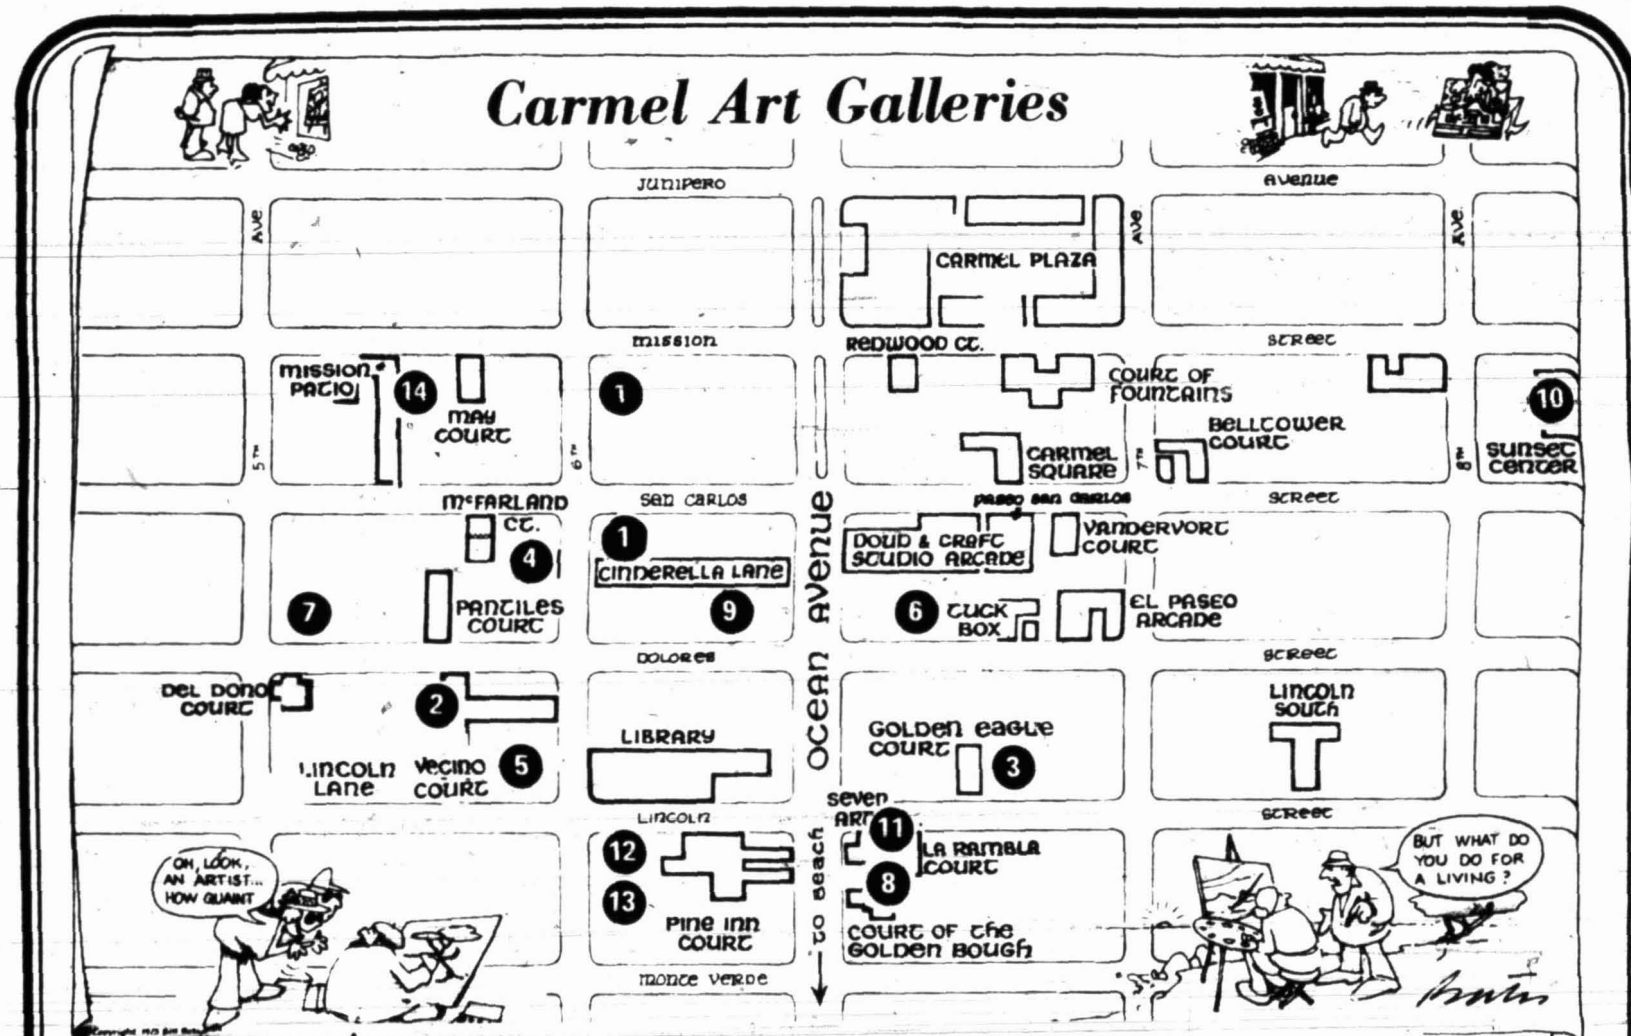 Carmel Art Galleries
JUNIPERO
AVENUE
AVE
AVE.
AVE.
CARMEL PLAZA
MISSION
STREET
REDWOOD CT.
MISSION
PATIO
14
MAY
COURT
1
COURT OF
FOUNTAINS
10
BELLTOWER
COURT
CARMEL
SQUARE
SUNSET
CENTER
5TH
6TH
7TH
8TH
SAN CARLOS
PASEO SAN CARLOS
STREET
MCFARLAND
CT.
4
1
CINDERELLA LANE
DOUD & CRAFT
STUDIO ARCADE
VANDERVORT
COURT
7
PANTILES
COURT
9
6
TUCK
BOX
EL PASEO
ARCADE
OCEAN AVENUE
DOLORES
STREET
DEL DONO
COURT
2
LINCOLN
LANE
VECINO
COURT
5
LIBRARY
GOLDEN EAGLE
COURT
3
LINCOLN
SOUTH
LINCOLN
STREET
SEVEN
ART
11
12
13
PINE INN
COURT
TO BEACH
LA RAMBLA
COURT
8
COURT OF THE
GOLDEN BOUGH
MONTE VERDE
OH, LOOK,
AN ARTIST...
HOW QUAINT
BUT WHAT DO
YOU DO FOR
A LIVING?